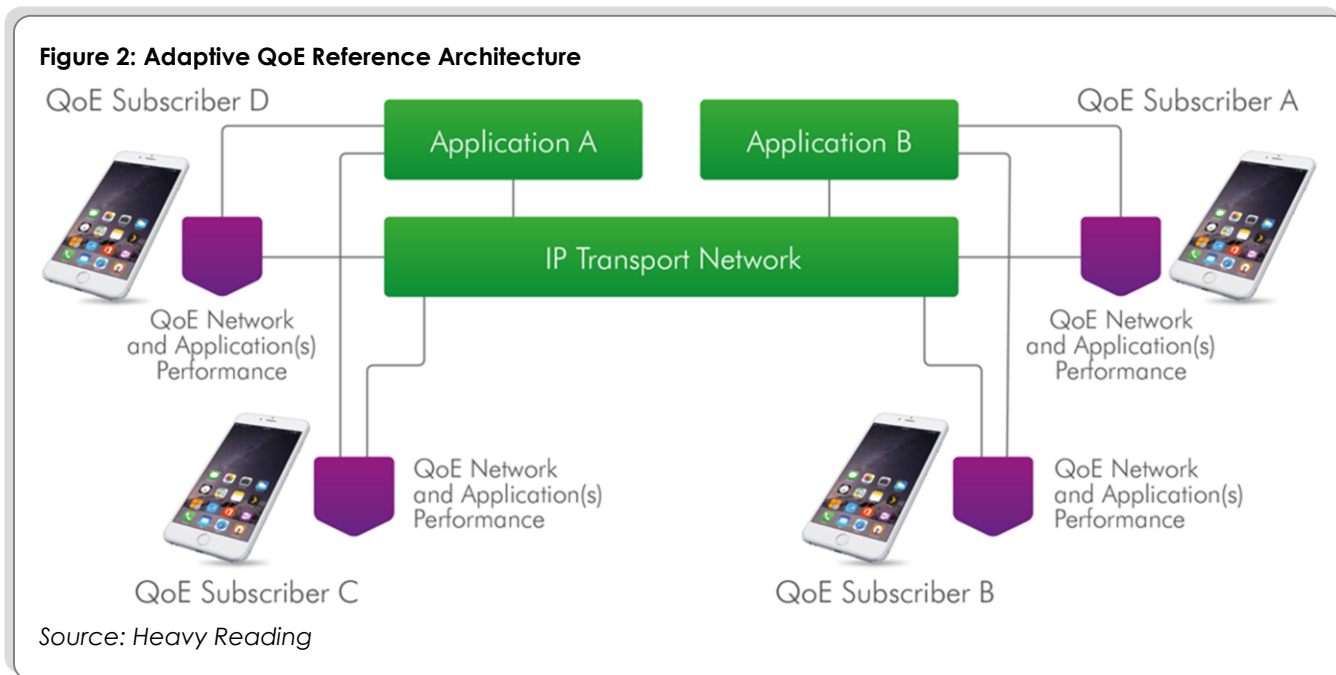 Figure 2: Adaptive QoE Reference Architecture
QoE Subscriber D
QoE Subscriber A
Application A
Application B
IP Transport Network
QoE Network
and Application(s)
Performance
QoE Network
and Application(s)
Performance
QoE Network
and Application(s)
Performance
QoE Network
and Application(s)
Performance
QoE Subscriber C
QoE Subscriber B
Source: Heavy Reading